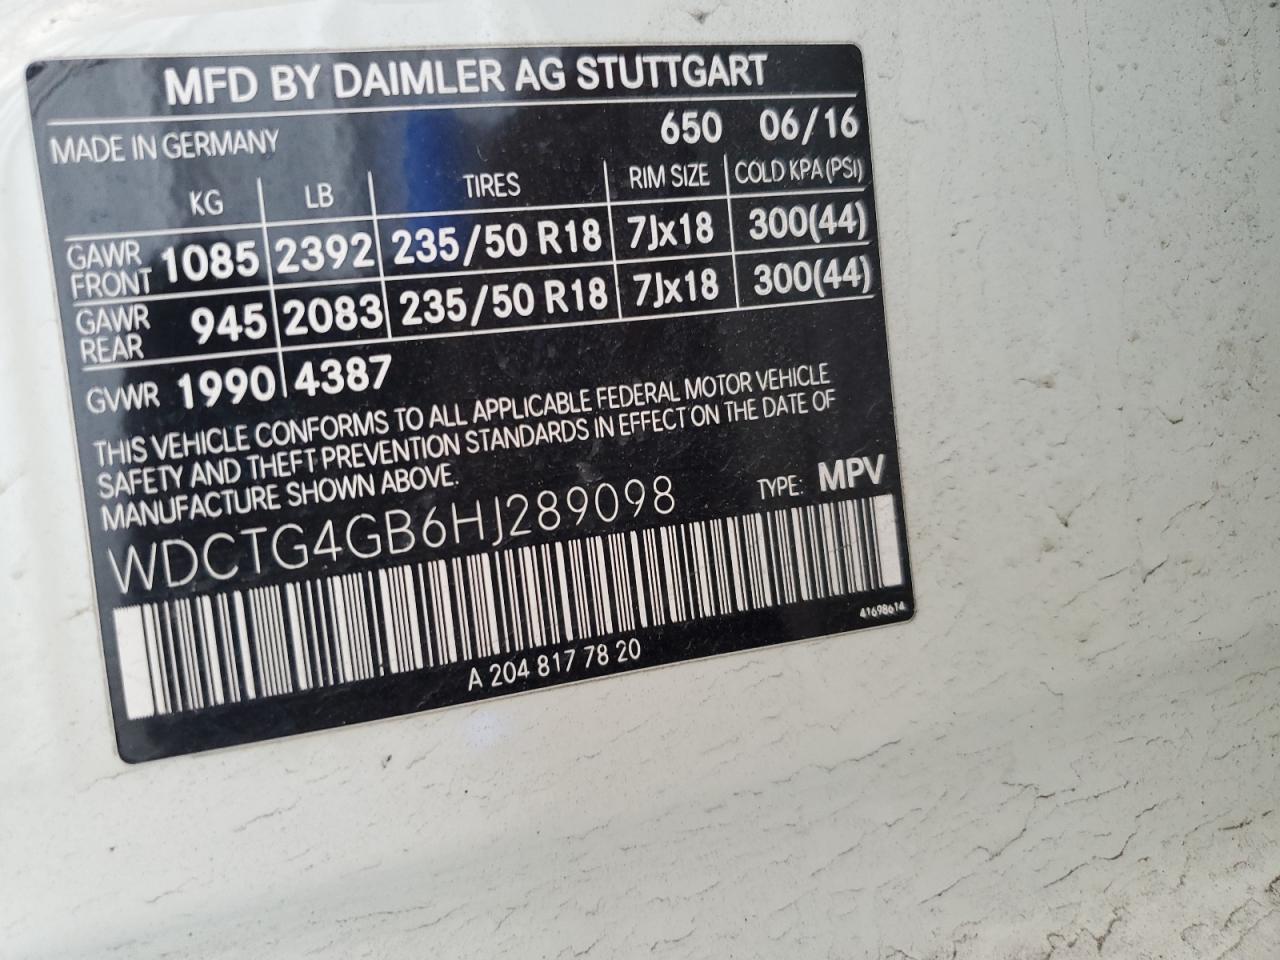 MFD BY DAIMLER AG STUTTGART
MADE IN GERMANY 650 06/16
KG LB TIRES RIM SIZE COLD KPA (PSI)
GAWR FRONT 1085 2392 235/50 R18 7Jx18 300(44)
GAWR REAR 945 2083 235/50 R18 7Jx18 300(44)
GVWR 1990 4387
THIS VEHICLE CONFORMS TO ALL APPLICABLE FEDERAL MOTOR VEHICLE
SAFETY AND THEFT PREVENTION STANDARDS IN EFFECT ON THE DATE OF
MANUFACTURE SHOWN ABOVE.
WDCTG4GB6HJ289098 TYPE: MPV
41698614
A 204 817 78 20